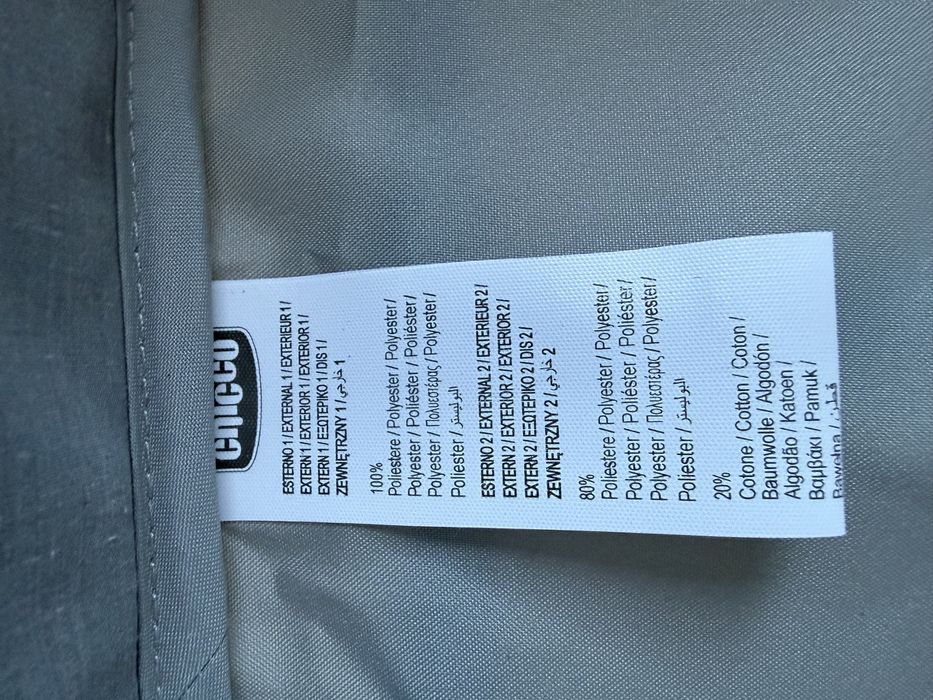 chicco
ESTERNO 1 / EXTERNAL 1 / EXTERIEUR 1 /
EXTERN 1 / EXTERIOR 1 / EXTERIOR 1 /
EXTERN 1 / ΕΞΩΤΕΡΙΚΟ 1 / DIS 1 /
ZEWNĘTRZNY 1 / خارجي 1
100%
Poliestere / Polyester / Polyester /
Polyester / Poliéster / Poliéster /
Polyester / Πολυεστέρας / Polyester /
Poliester / البوليستر
ESTERNO 2 / EXTERNAL 2 / EXTERIEUR 2 /
EXTERN 2 / EXTERIOR 2 / EXTERIOR 2 /
EXTERN 2 / ΕΞΩΤΕΡΙΚΟ 2 / DIS 2 /
ZEWNĘTRZNY 2 / خارجي 2
80%
Poliestere / Polyester / Polyester /
Polyester / Poliéster / Poliéster /
Polyester / Πολυεστέρας / Polyester /
Poliester / البوليستر
20%
Cotone / Cotton / Coton /
Baumwolle / Algodón /
Algodão / Katoen /
Βαμβάκι / Pamuk /
Bawełna / قطن